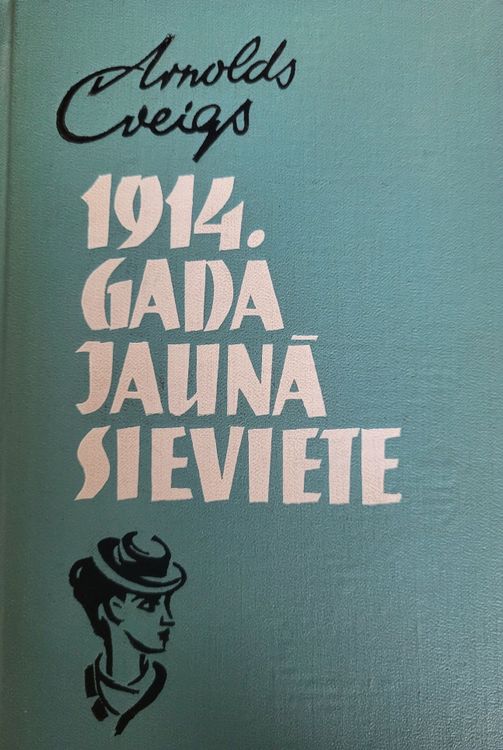 Arnolds
Cveigs
1914.
GADA
JAUNĀ
SIEVIETE